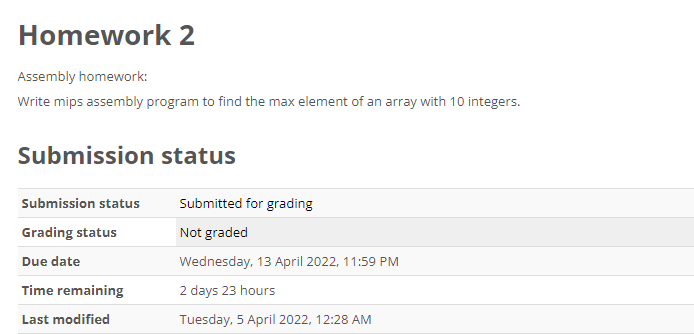 Homework 2
Assembly homework:
Write mips assembly program to find the max element of an array with 10 integers.
Submission status
Submission status Submitted for grading
Grading status Not graded
Due date Wednesday, 13 April 2022, 11:59 PM
Time remaining 2 days 23 hours
Last modified Tuesday, 5 April 2022, 12:28 AM